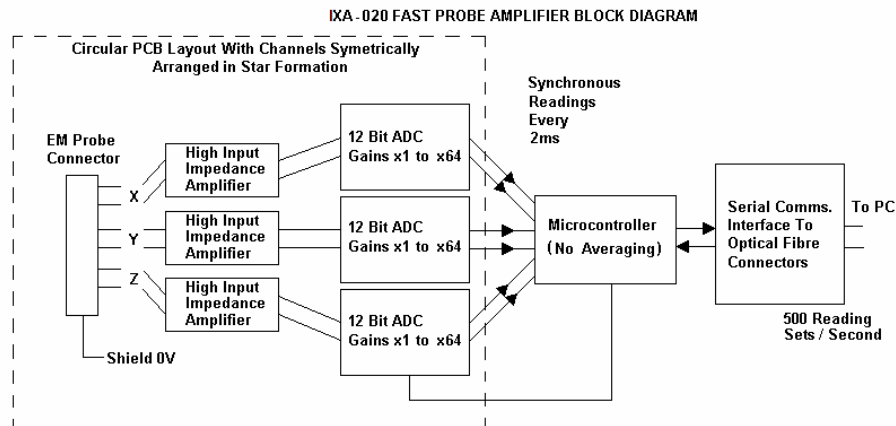 IXA-020 FAST PROBE AMPLIFIER BLOCK DIAGRAM
Circular PCB Layout With Channels Symetrically
Arranged in Star Formation
Synchronous
Readings
Every
2ms
EM Probe
Connector
X
Y
Z
Shield 0V
High Input
Impedance
Amplifier
High Input
Impedance
Amplifier
High Input
Impedance
Amplifier
12 Bit ADC
Gains x1 to x64
12 Bit ADC
Gains x1 to x64
12 Bit ADC
Gains x1 to x64
Microcontroller
(No Averaging)
Serial Comms.
Interface To
Optical Fibre
Connectors
To PC
500 Reading
Sets / Second